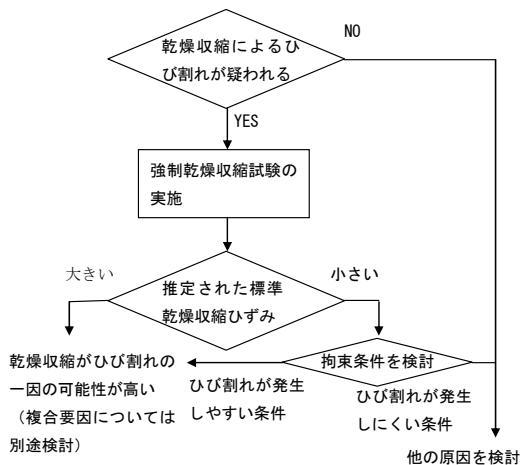 乾燥収縮によるひ
び割れが疑われる
NO
YES
強制乾燥収縮試験の
実施
大きい
小さい
推定された標準
乾燥収縮ひずみ
乾燥収縮がひび割れの
一因の可能性が高い
（複合要因については
別途検討）
拘束条件を検討
ひび割れが発生
しやすい条件
ひび割れが発生
しにくい条件
他の原因を検討